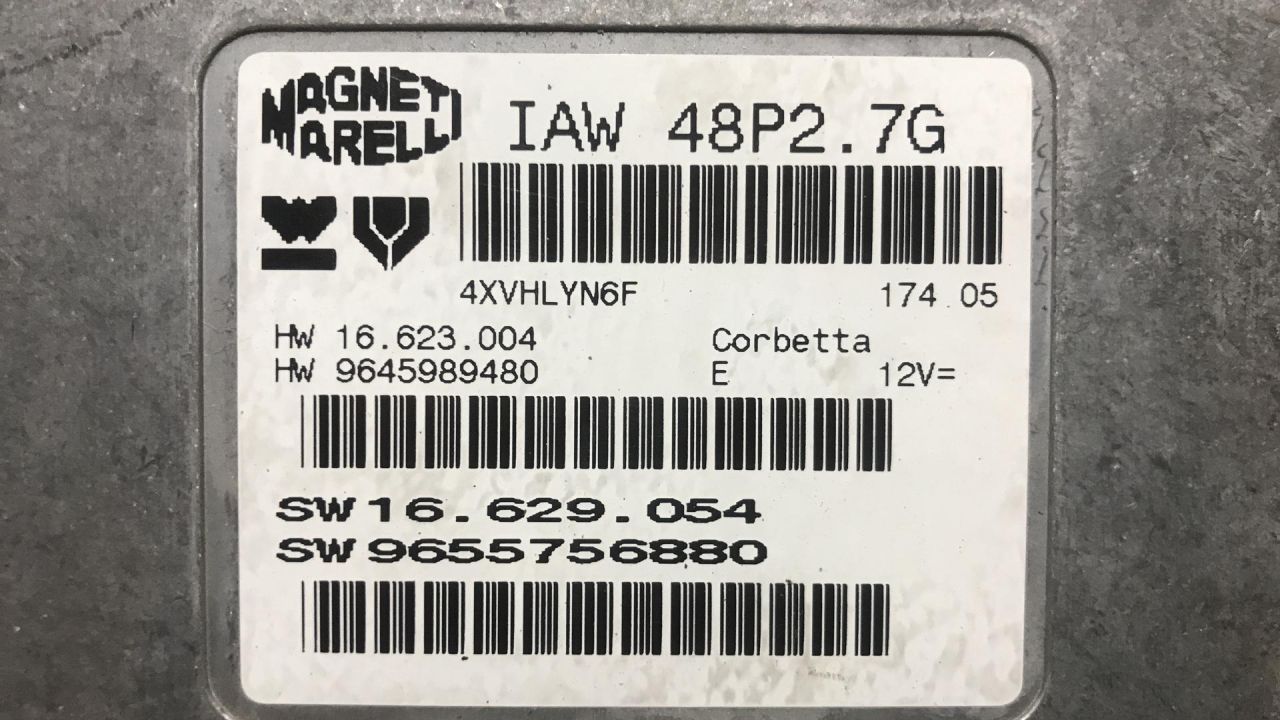 MAGNETI
MARELLI
IAW 48P2.7G
4XVHLYN6F 174 05
HW 16.623.004 Corbetta
HW 9645989480 E 12V=
SW 16.629.054
SW 9655756880